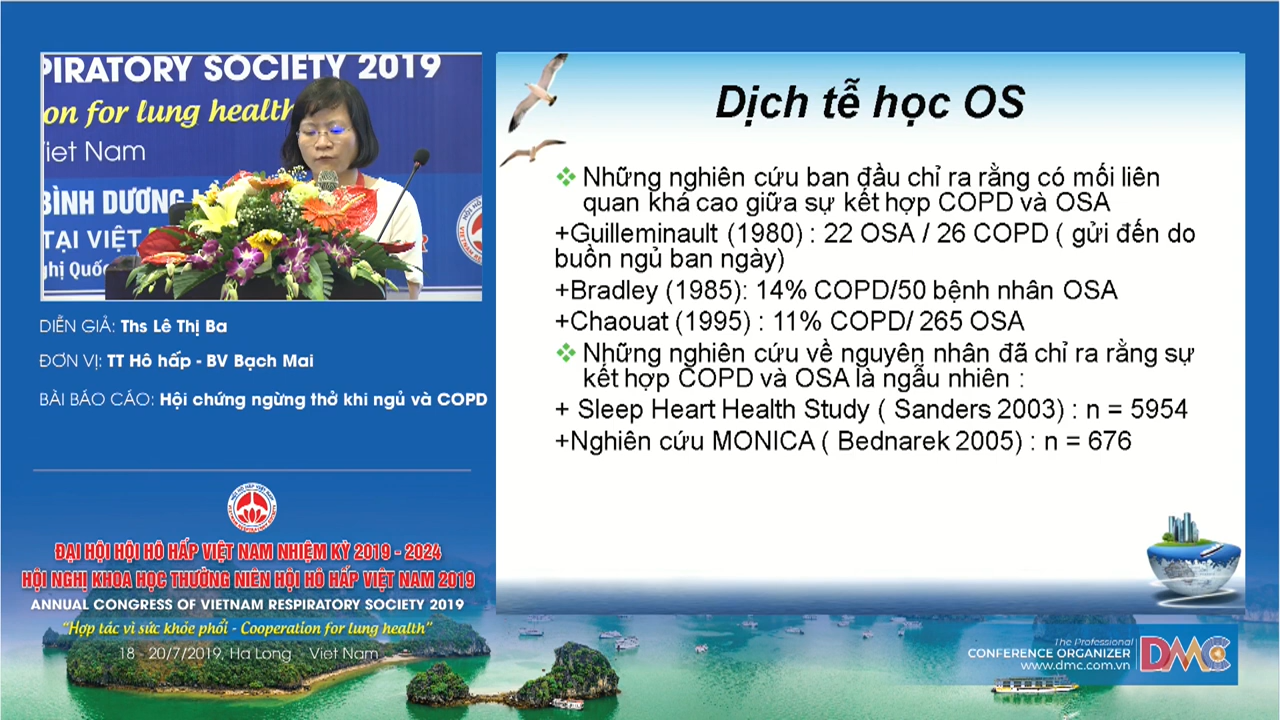 PIRATORY SOCIETY 2019
on for lung health
iet Nam
BÌNH DƯƠNG
TẠI VIỆT
ghị Quốc
DIỄN GIẢ: Ths Lê Thị Ba
ĐƠN VỊ: TT Hô hấp - BV Bạch Mai
BÀI BÁO CÁO: Hội chứng ngừng thở khi ngủ và COPD
HỘI HÔ HẤP VIỆT NAM
ĐẠI HỘI HỘI HÔ HẤP VIỆT NAM NHIỆM KỲ 2019 - 2024
HỘI NGHỊ KHOA HỌC THƯỜNG NIÊN HỘI HÔ HẤP VIỆT NAM 2019
ANNUAL CONGRESS OF VIETNAM RESPIRATORY SOCIETY 2019
"Hợp tác vì sức khỏe phổi - Cooperation for lung health"
18 - 20/7/2019, Ha Long Viet Nam
Dịch tễ học OS
Những nghiên cứu ban đầu chỉ ra rằng có mối liên
quan khá cao giữa sự kết hợp COPD và OSA
+Guilleminault (1980) : 22 OSA / 26 COPD ( gửi đến do
buồn ngủ ban ngày)
+Bradley (1985): 14% COPD/50 bệnh nhân OSA
+Chaouat (1995) : 11% COPD/ 265 OSA
Những nghiên cứu về nguyên nhân đã chỉ ra rằng sự
kết hợp COPD và OSA là ngẫu nhiên :
+ Sleep Heart Health Study ( Sanders 2003) : n = 5954
+Nghiên cứu MONICA ( Bednarek 2005) : n = 676
The Professional
CONFERENCE ORGANIZER
www.dmc.com.vn
DMC